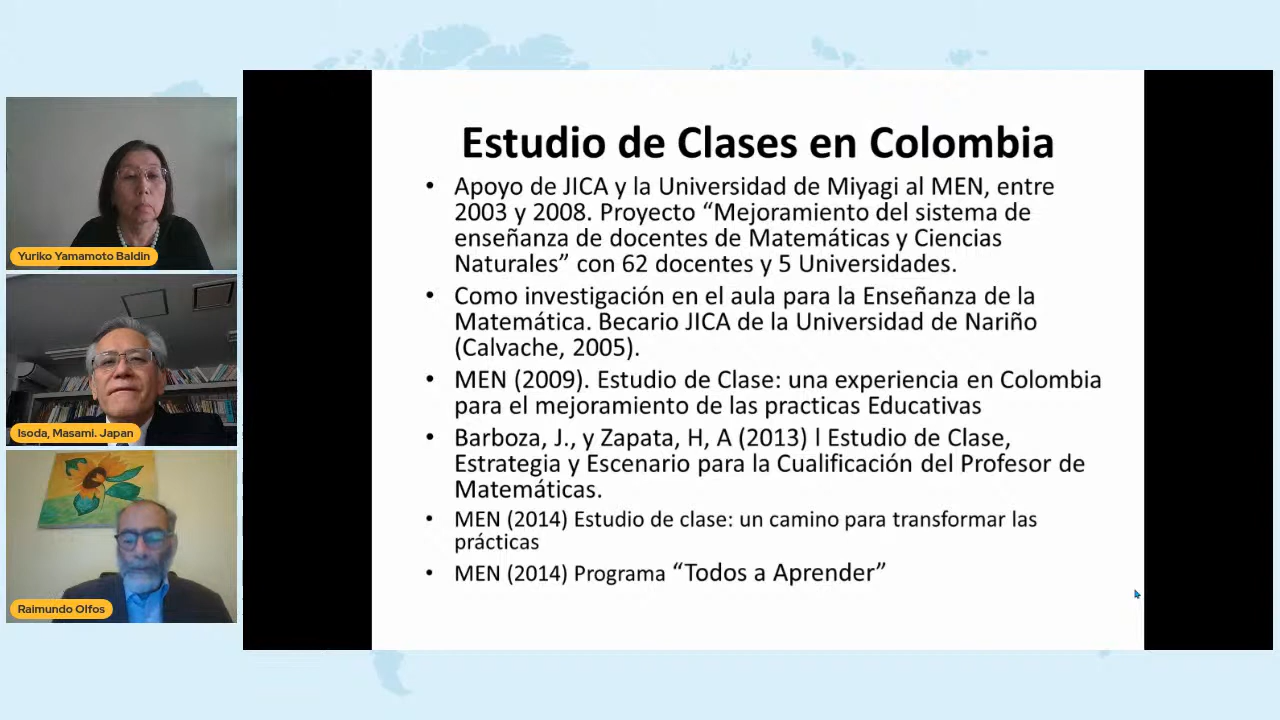 Estudio de Clases en Colombia
• Apoyo de JICA y la Universidad de Miyagi al MEN, entre
2003 y 2008. Proyecto “Mejoramiento del sistema de
enseñanza de docentes de Matemáticas y Ciencias
Naturales” con 62 docentes y 5 Universidades.
• Como investigación en el aula para la Enseñanza de la
Matemática. Becario JICA de la Universidad de Nariño
(Calvache, 2005).
• MEN (2009). Estudio de Clase: una experiencia en Colombia
para el mejoramiento de las practicas Educativas
• Barboza, J., y Zapata, H, A (2013) l Estudio de Clase,
Estrategia y Escenario para la Cualificación del Profesor de
Matemáticas.
• MEN (2014) Estudio de clase: un camino para transformar las
prácticas
• MEN (2014) Programa “Todos a Aprender”
Yuriko Yamamoto Baldin
Isoda, Masami. Japan
Raimundo Olfos